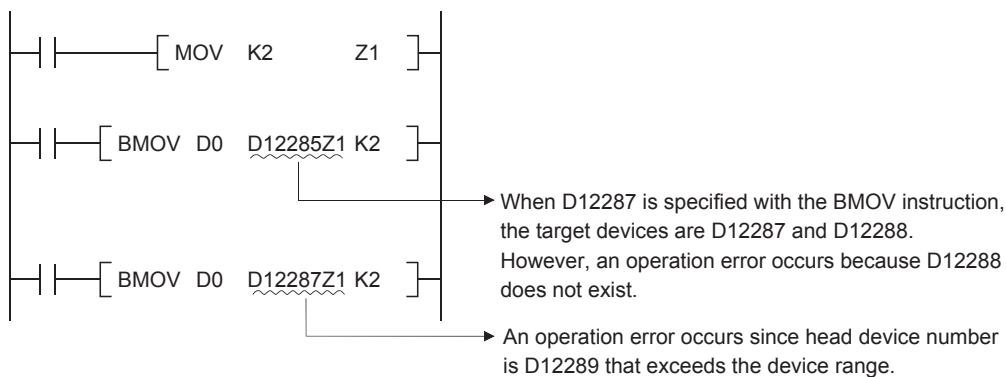 MOV K2 Z1
BMOV D0 D12285Z1 K2
When D12287 is specified with the BMOV instruction,
the target devices are D12287 and D12288.
However, an operation error occurs because D12288
does not exist.
BMOV D0 D12287Z1 K2
An operation error occurs since head device number
is D12289 that exceeds the device range.